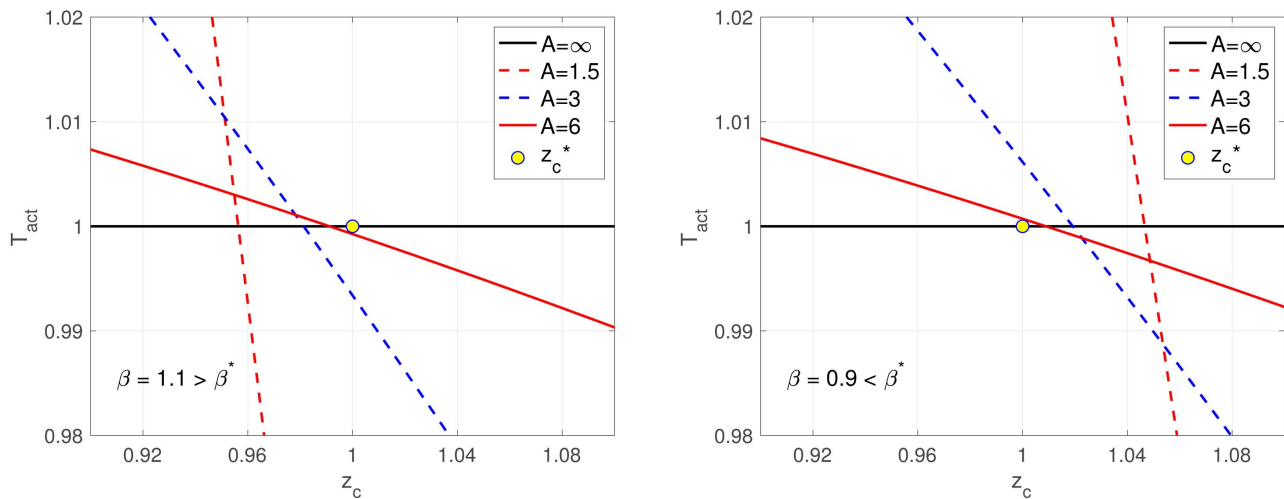 1.02
1.01
1
0.99
0.98
T_act
0.92
0.96
1
1.04
1.08
z_c
A=∞
A=1.5
A=3
A=6
z_c*
β = 1.1 > β*
1.02
1.01
1
0.99
0.98
T_act
0.92
0.96
1
1.04
1.08
z_c
A=∞
A=1.5
A=3
A=6
z_c*
β = 0.9 < β*